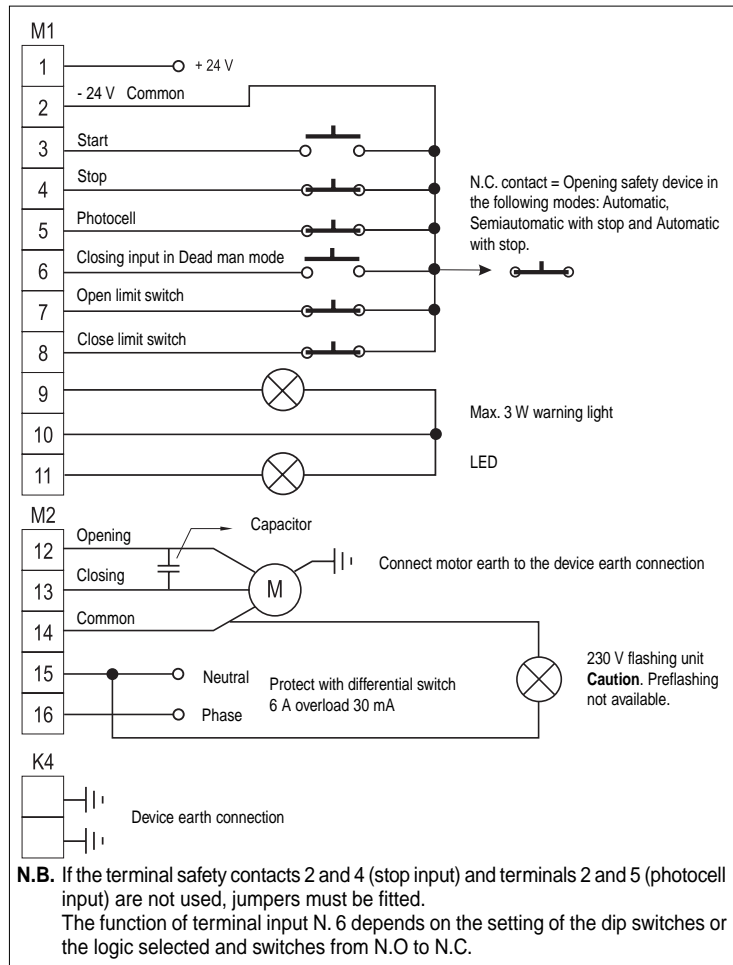 M1
1
+ 24 V
- 24 V Common
2
Start
3
Stop
4
N.C. contact = Opening safety device in
the following modes: Automatic,
Semiautomatic with stop and Automatic
with stop.
Photocell
5
Closing input in Dead man mode
6
Open limit switch
7
Close limit switch
8
9
Max. 3 W warning light
10
LED
11
M2
Capacitor
Opening
12
Connect motor earth to the device earth connection
Closing
13
M
Common
14
15
Neutral
Protect with differential switch
6 A overload 30 mA
230 V flashing unit
Caution. Preflashing
not available.
16
Phase
K4
Device earth connection
N.B. If the terminal safety contacts 2 and 4 (stop input) and terminals 2 and 5 (photocell
input) are not used, jumpers must be fitted.
The function of terminal input N. 6 depends on the setting of the dip switches or
the logic selected and switches from N.O to N.C.